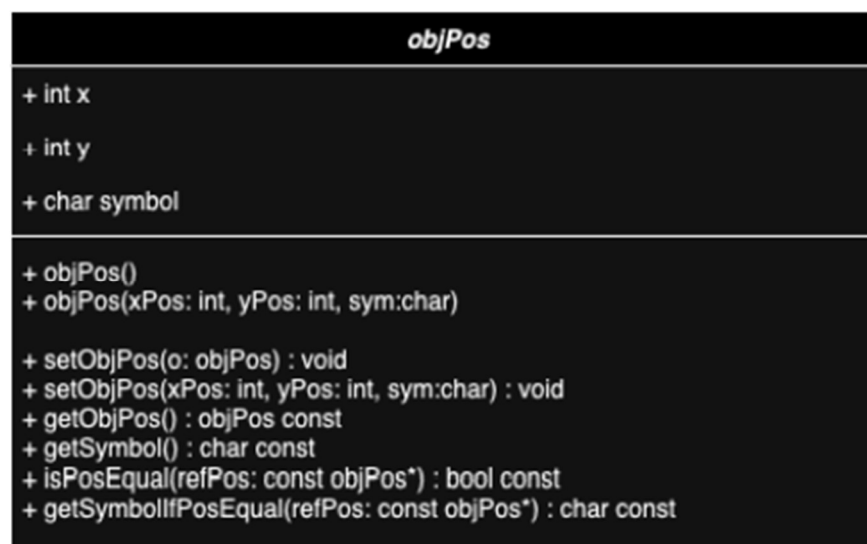 objPos
+ int x
+ int y
+ char symbol
+ objPos()
+ objPos(xPos: int, yPos: int, sym:char)
+ setObjPos(o: objPos) : void
+ setObjPos(xPos: int, yPos: int, sym:char) : void
+ getObjPos() : objPos const
+ getSymbol() : char const
+ isPosEqual(refPos: const objPos*) : bool const
+ getSymbolIfPosEqual(refPos: const objPos*) : char const